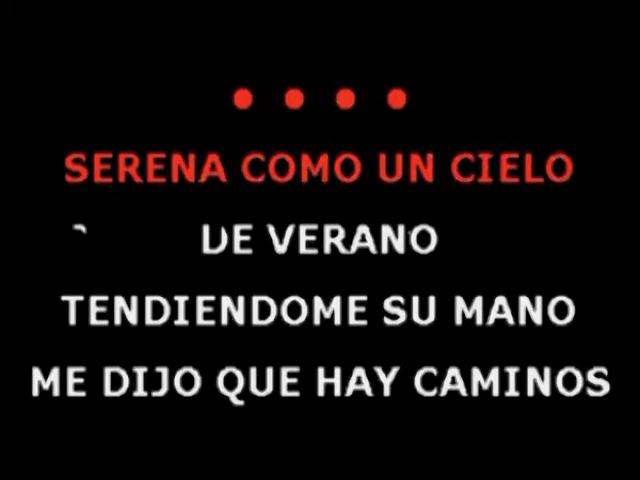 SERENA COMO UN CIELO
DE VERANO
TENDIENDOME SU MANO
ME DIJO QUE HAY CAMINOS